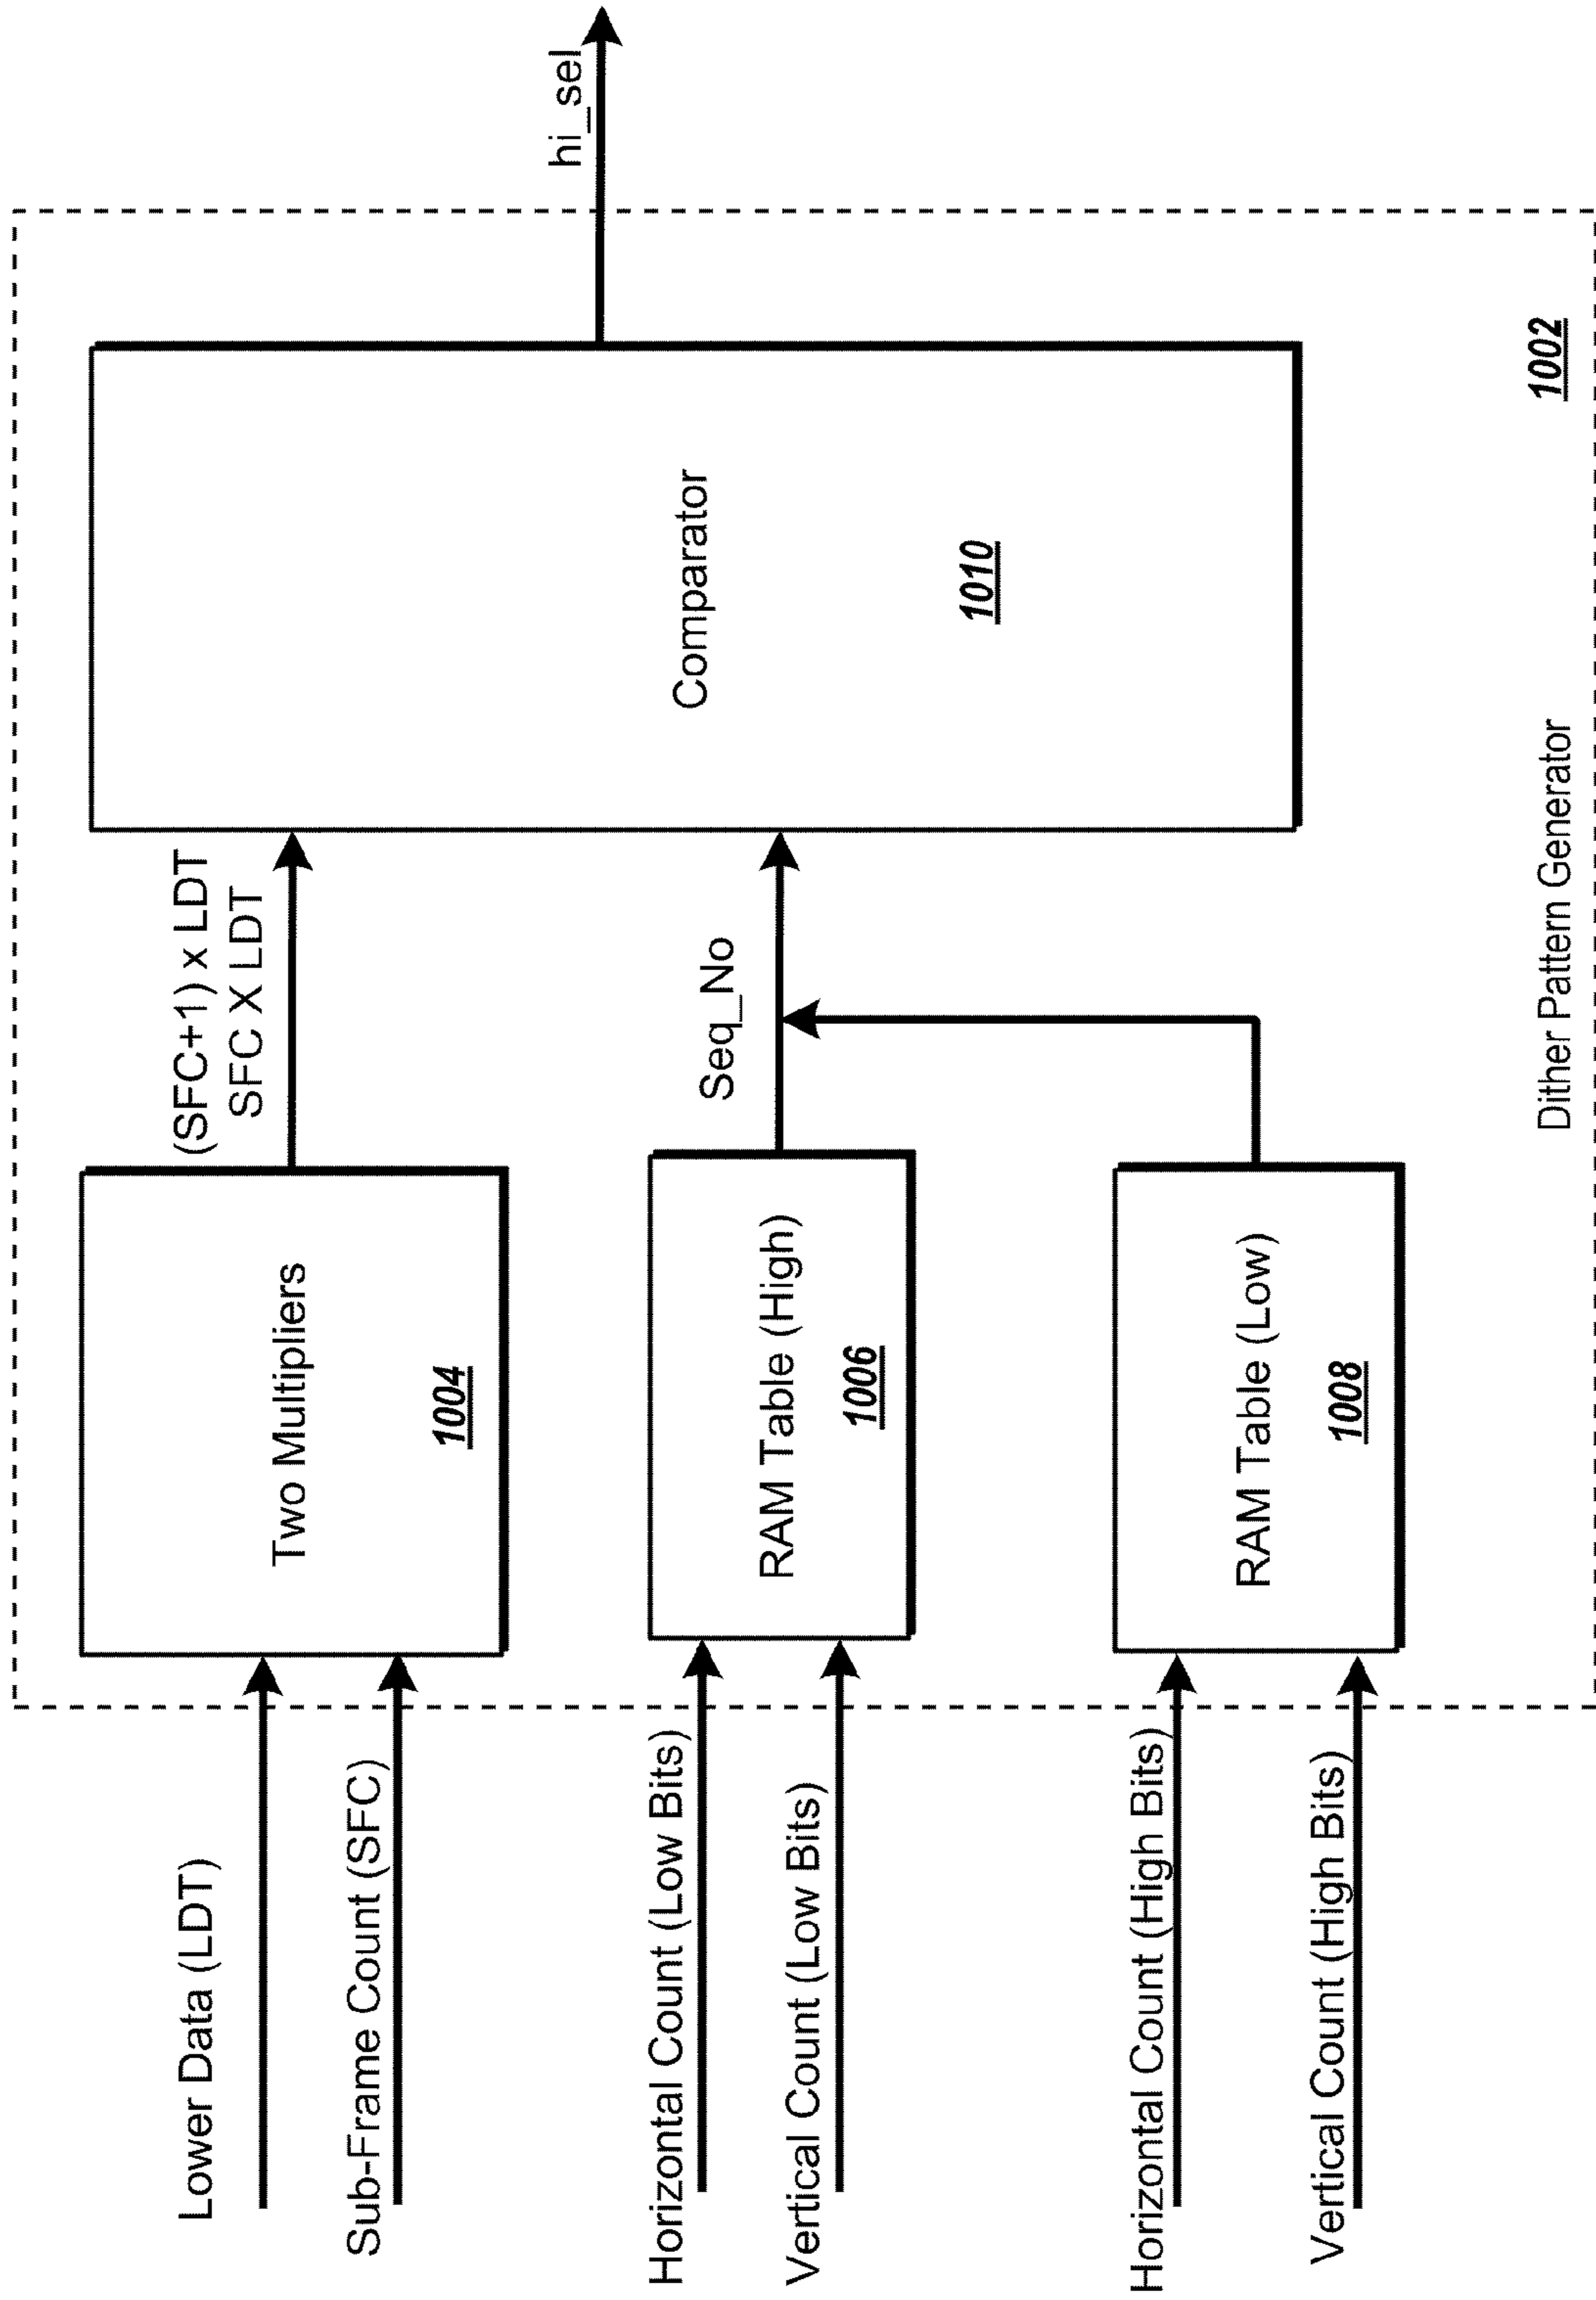 Lower Data (LDT)
Sub-Frame Count (SFC)
Horizontal Count (Low Bits)
Vertical Count (Low Bits)
Horizontal Count (High Bits)
Vertical Count (High Bits)
Two Multipliers
1004
RAM Table (High)
1006
RAM Table (Low)
1008
(SFC+1) x LDT
SFC X LDT
Seq_No
Comparator
1010
hi_sel
Dither Pattern Generator
1002